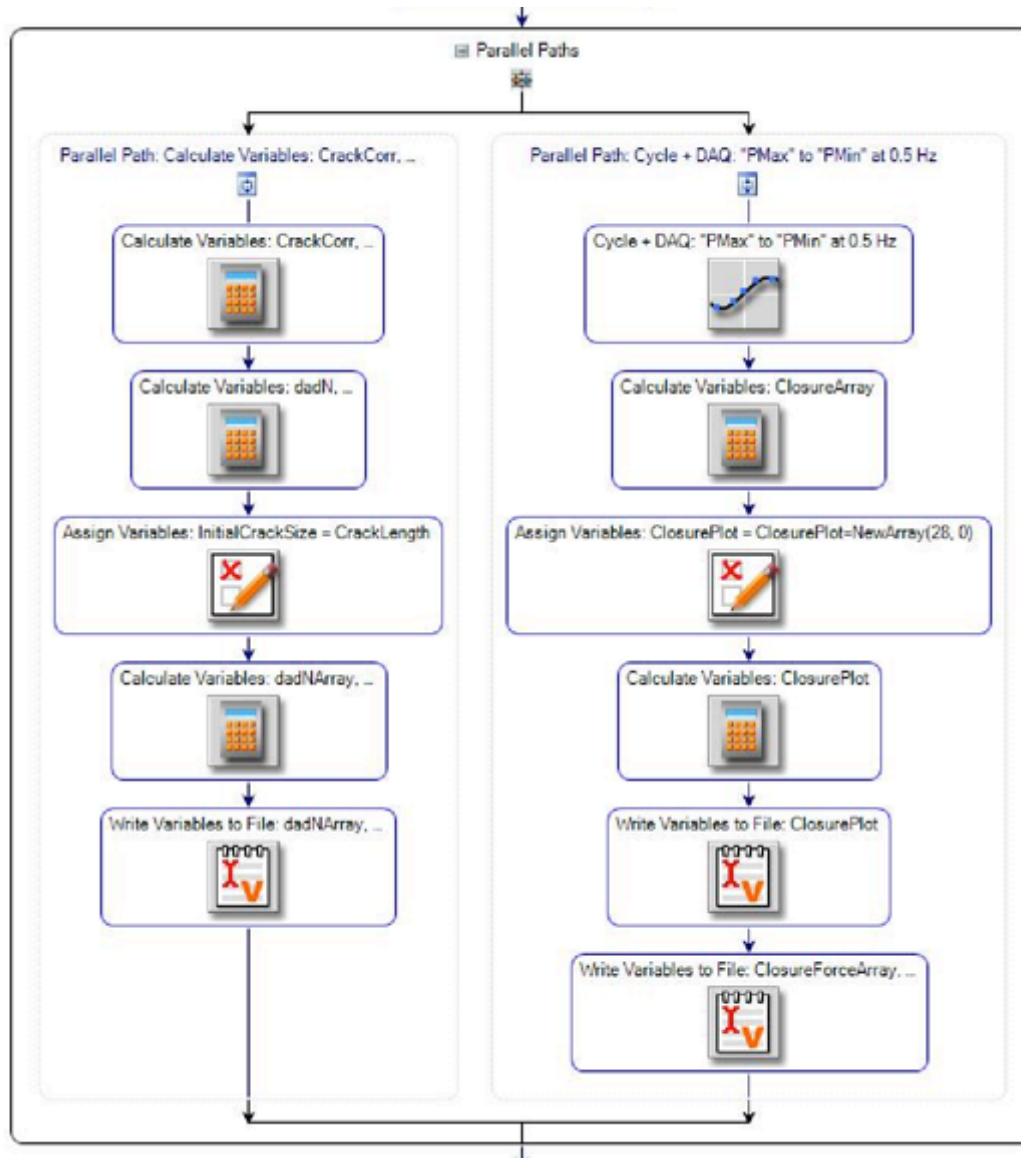 Parallel Paths
Parallel Path: Calculate Variables: CrackCorr, ...
Calculate Variables: CrackCorr, ...
Calculate Variables: dadN, ...
Assign Variables: InitialCrackSize = CrackLength
Calculate Variables: dadNArray, ...
Write Variables to File: dadNArray, ...
Parallel Path: Cycle + DAQ: "PMax" to "PMin" at 0.5 Hz
Cycle + DAQ: "PMax" to "PMin" at 0.5 Hz
Calculate Variables: ClosureArray
Assign Variables: ClosurePlot = ClosurePlot=NewArray(28, 0)
Calculate Variables: ClosurePlot
Write Variables to File: ClosurePlot
Write Variables to File: ClosureForceArray, ...